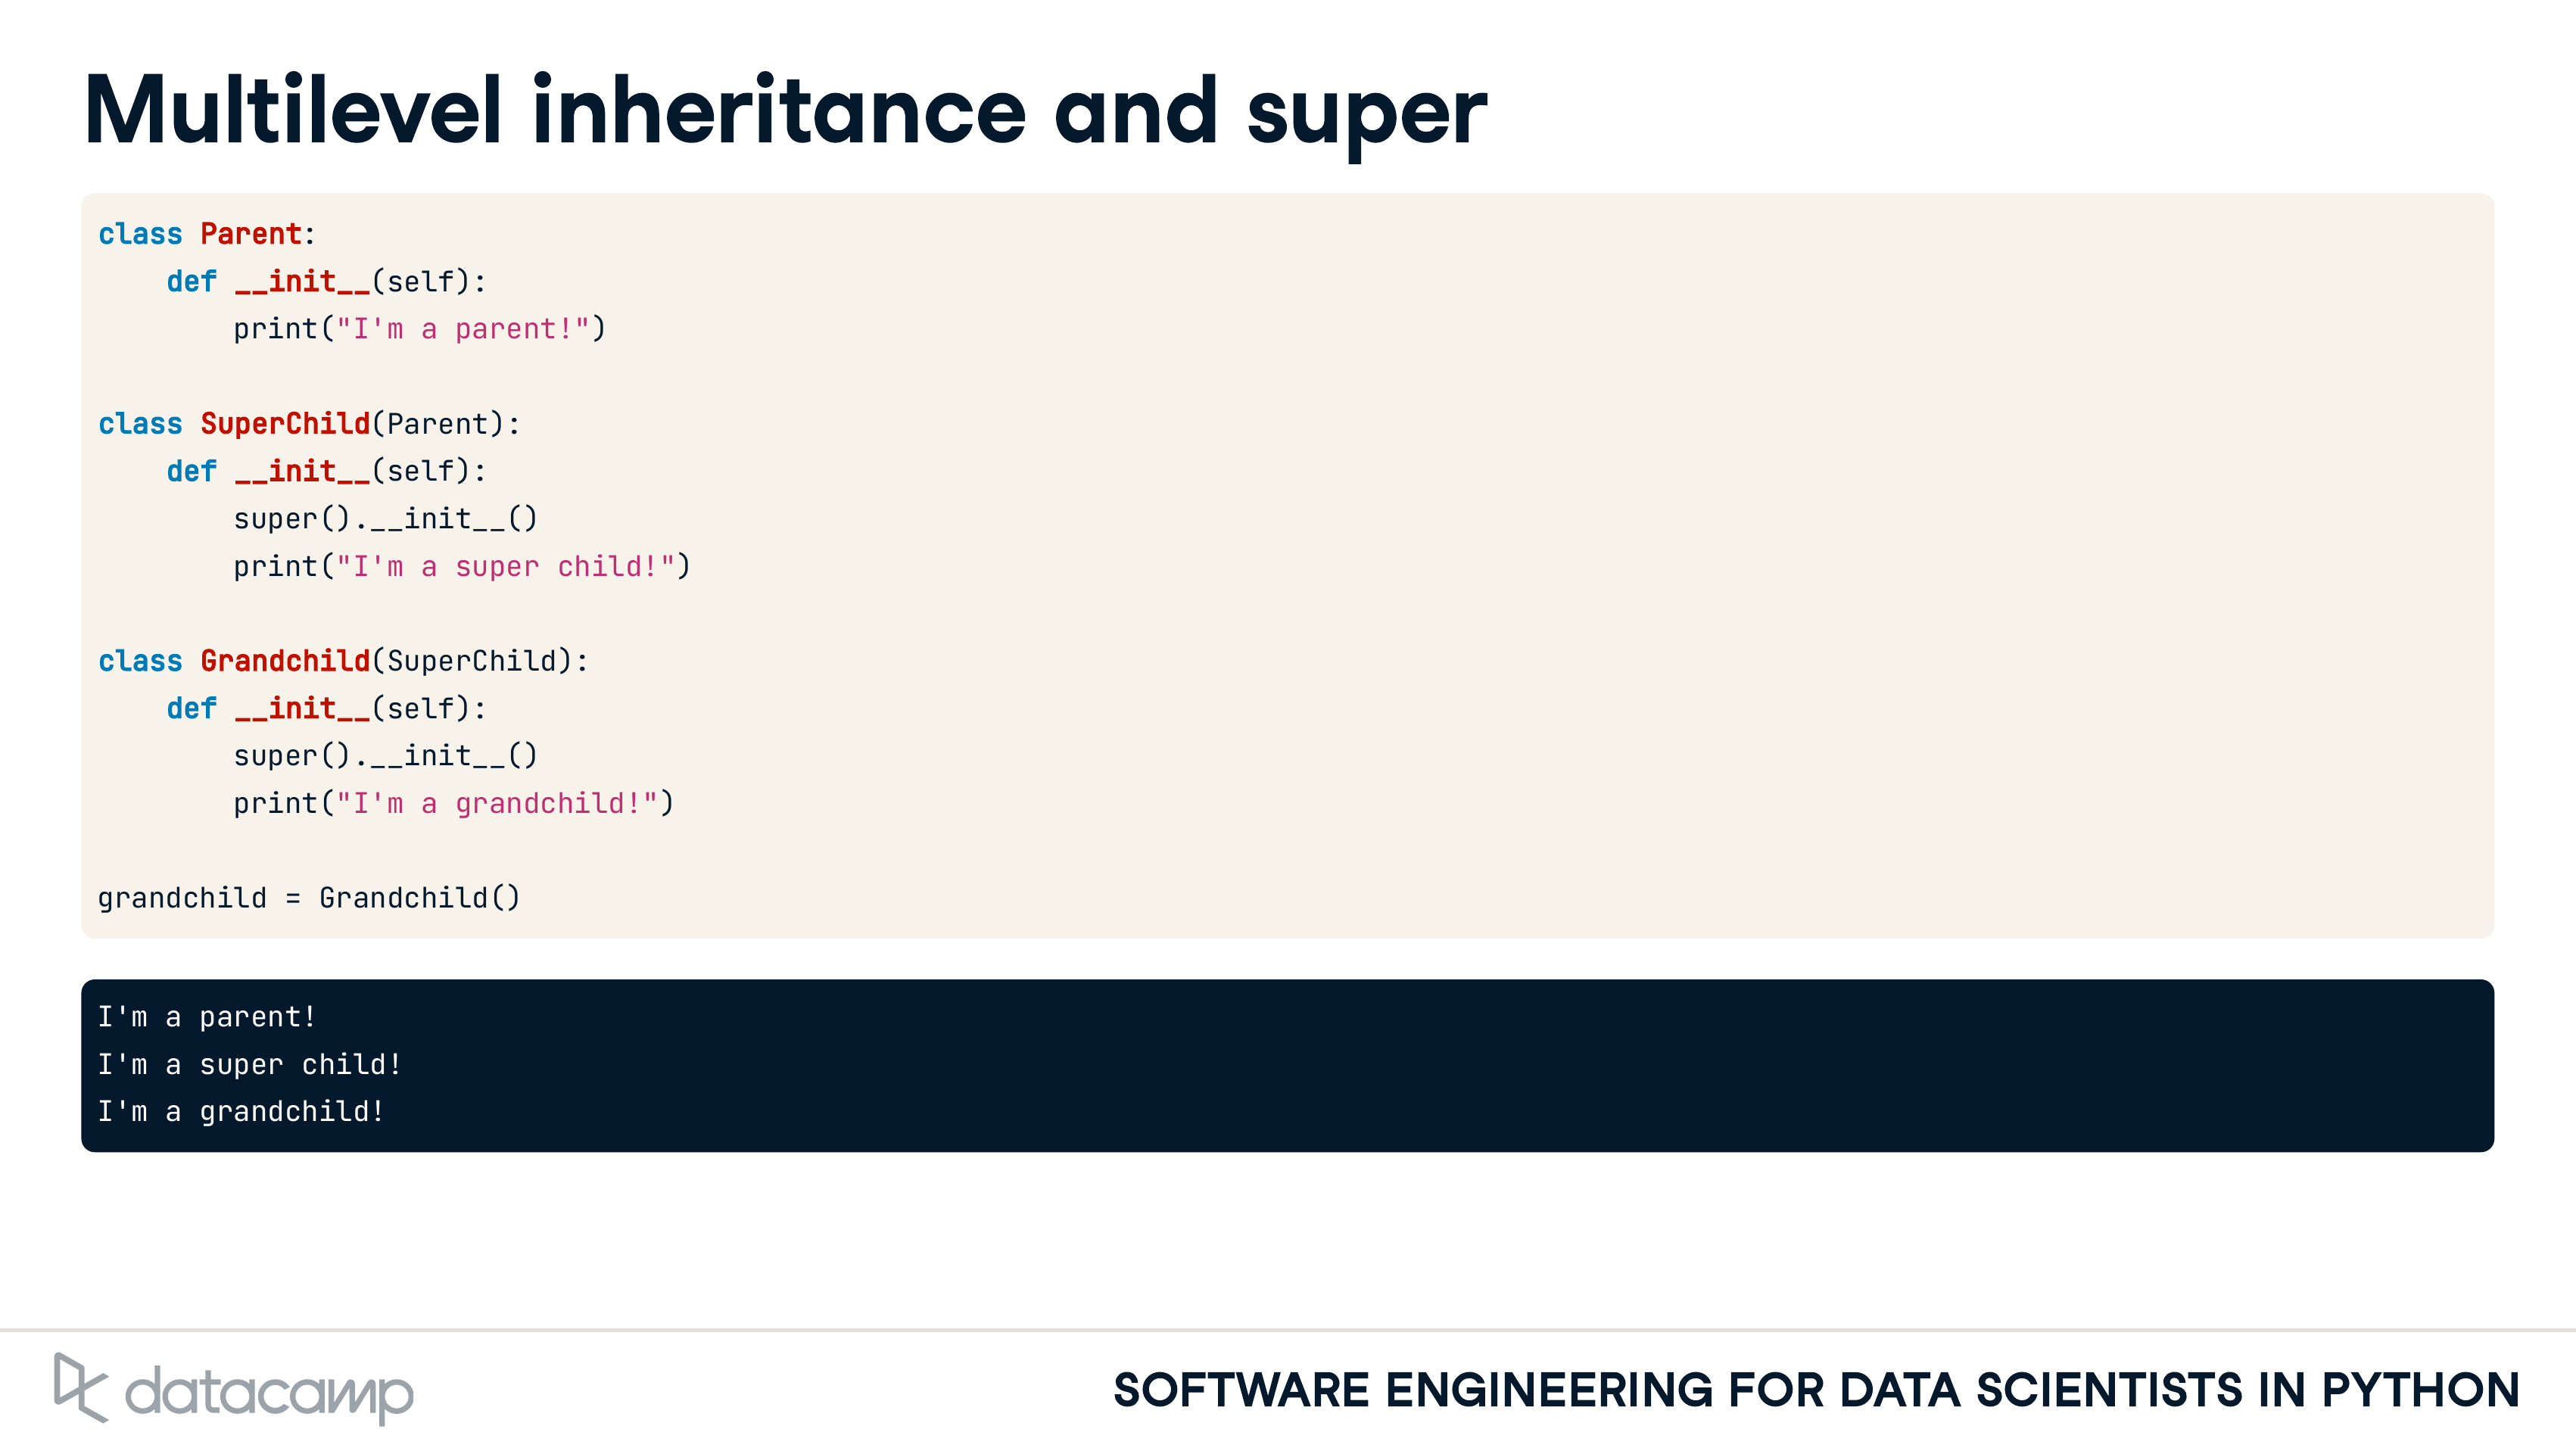 Multilevel inheritance and super
class Parent:
    def __init__(self):
        print("I'm a parent!")
class SuperChild(Parent):
    def __init__(self):
        super().__init__()
        print("I'm a super child!")
class Grandchild(SuperChild):
    def __init__(self):
        super().__init__()
        print("I'm a grandchild!")
grandchild = Grandchild()
I'm a parent!
I'm a super child!
I'm a grandchild!
datacamp
SOFTWARE ENGINEERING FOR DATA SCIENTISTS IN PYTHON